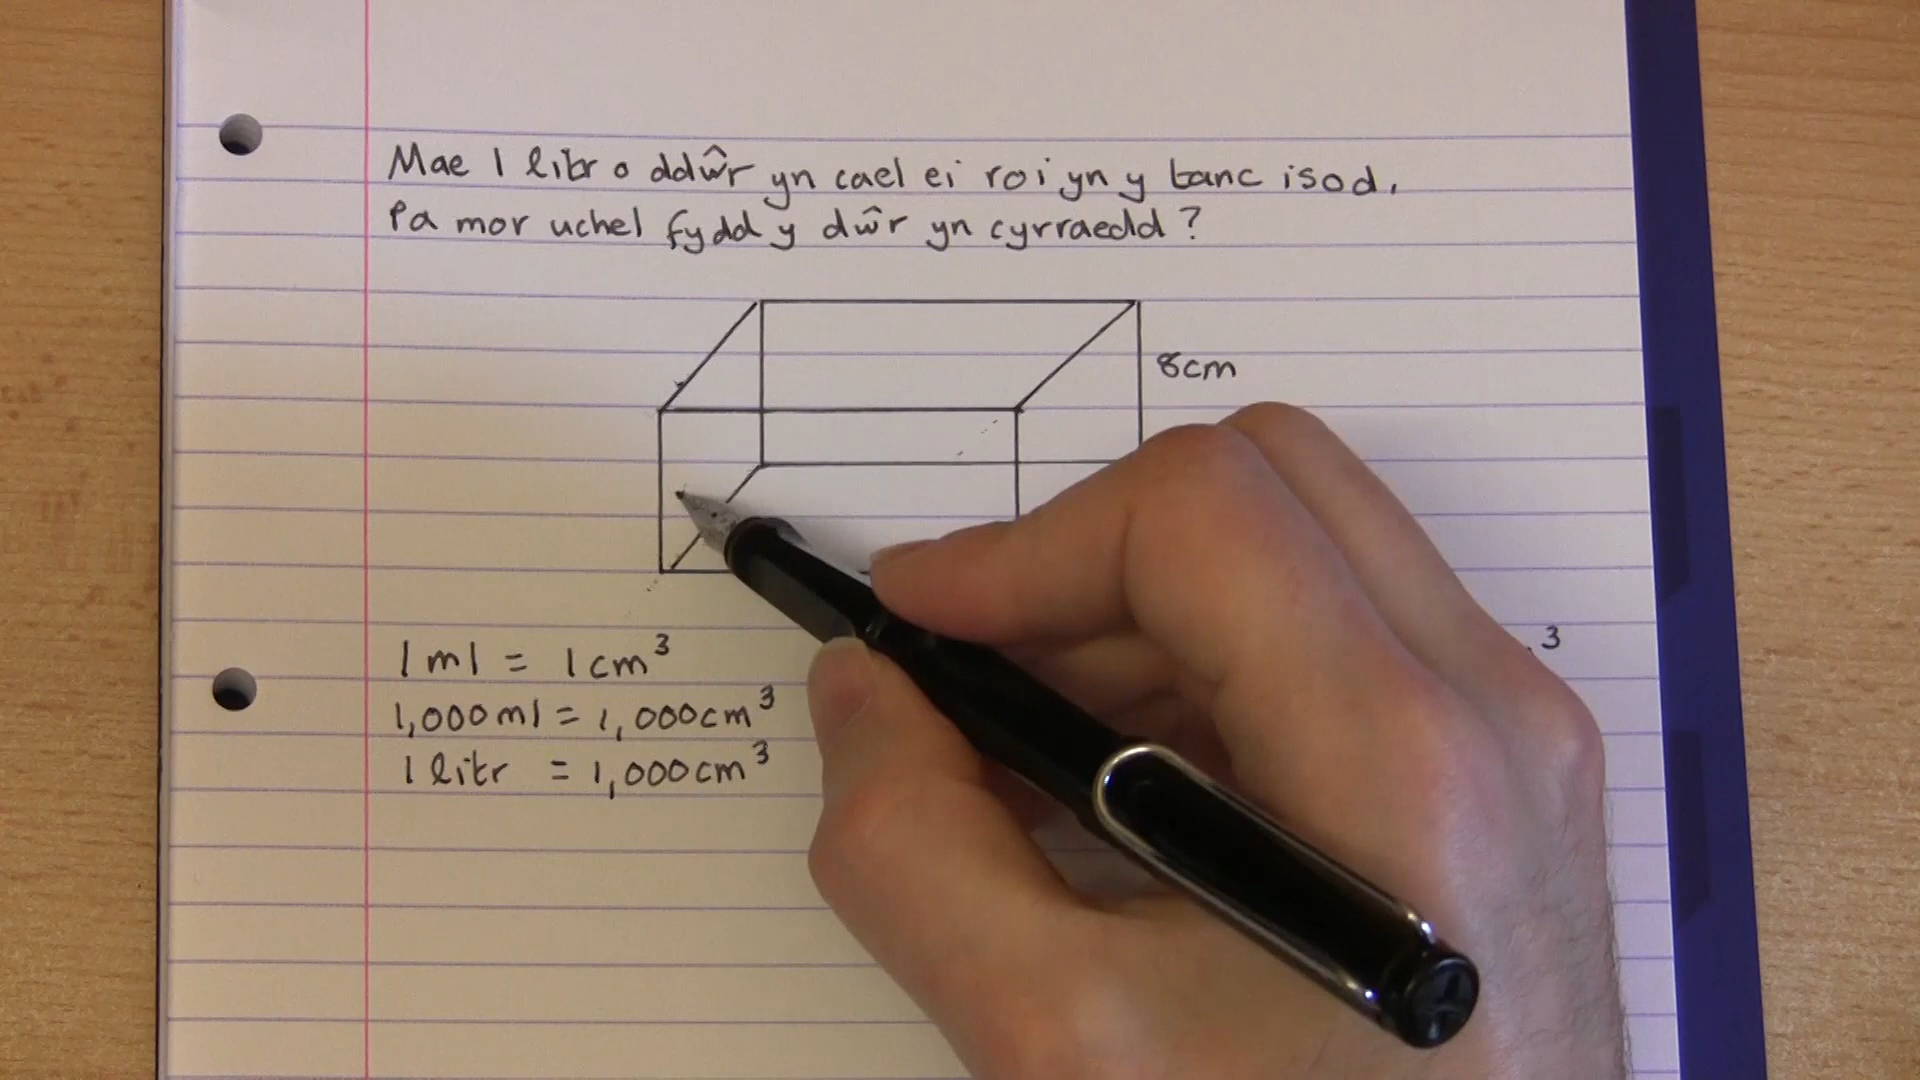 Mae 1 litr o ddŵr yn cael ei roi yn y tanc isod.
Pa mor uchel fydd y dŵr yn cyrraedd?
8cm
1ml = 1cm³
1,000ml = 1,000cm³
1 litr = 1,000cm³